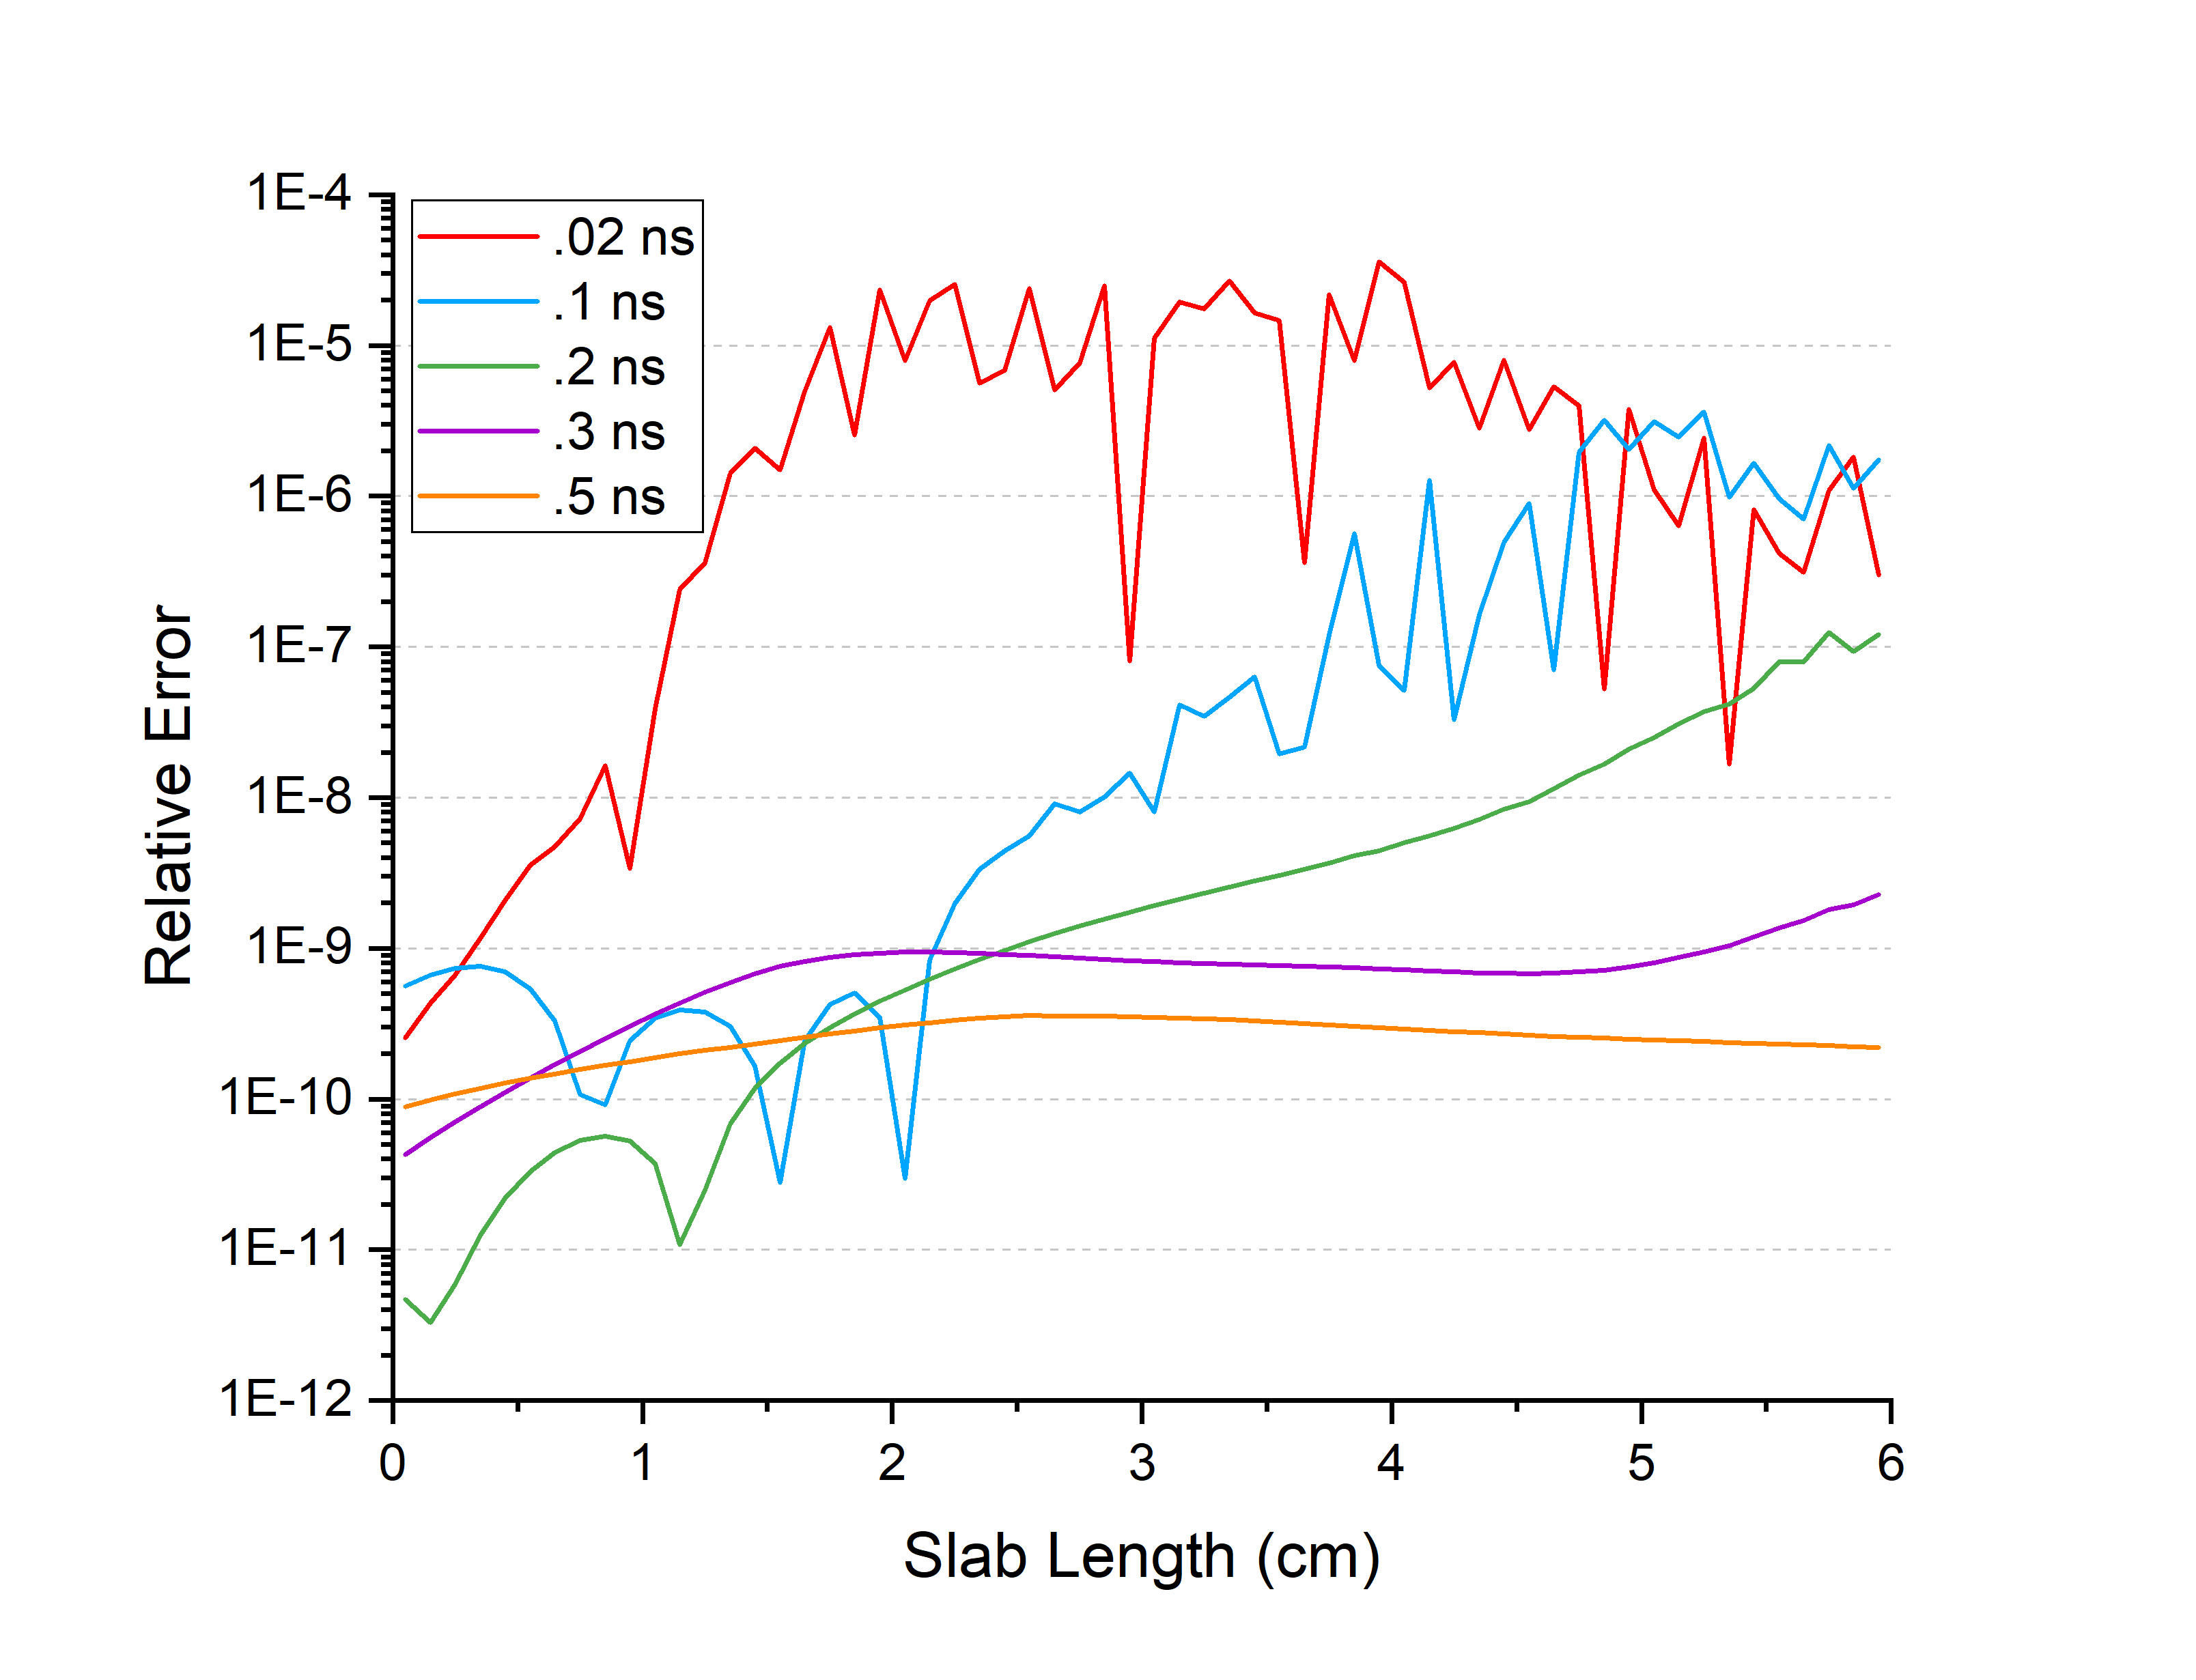 1E-4
1E-5
1E-6
1E-7
1E-8
1E-9
1E-10
1E-11
1E-12
.02 ns
.1 ns
.2 ns
.3 ns
.5 ns
Relative Error
0 1 2 3 4 5 6
Slab Length (cm)